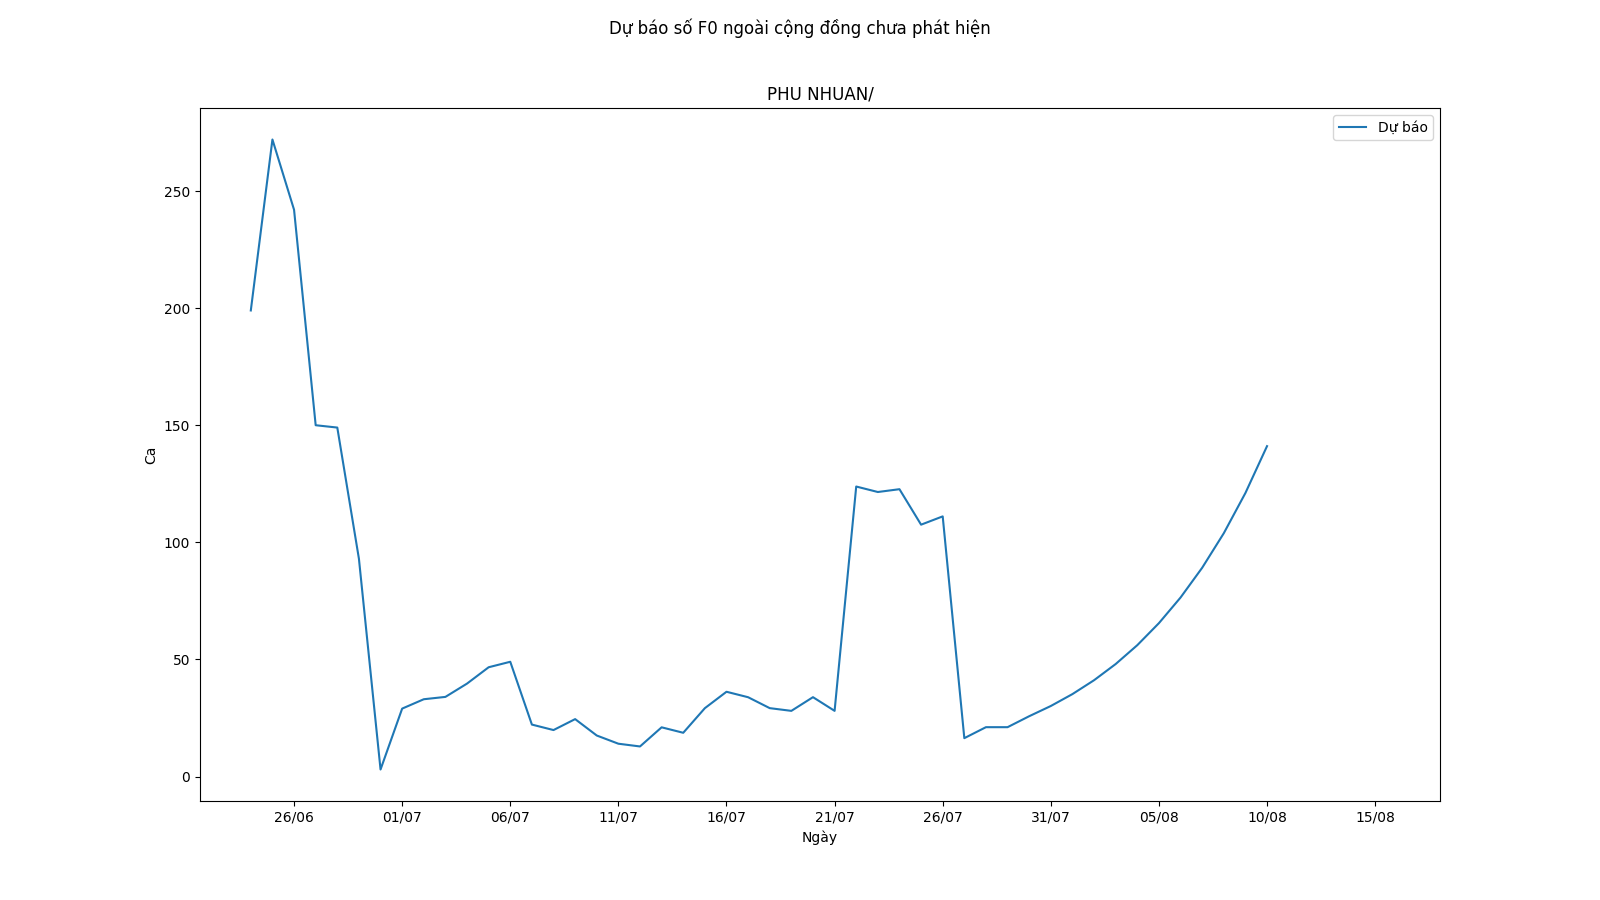 Dự báo số F0 ngoài cộng đồng chưa phát hiện
PHU NHUAN/
Dự báo
250
200
150
100
50
0
Ca
26/06 01/07 06/07 11/07 16/07 21/07 26/07 31/07 05/08 10/08 15/08
Ngày